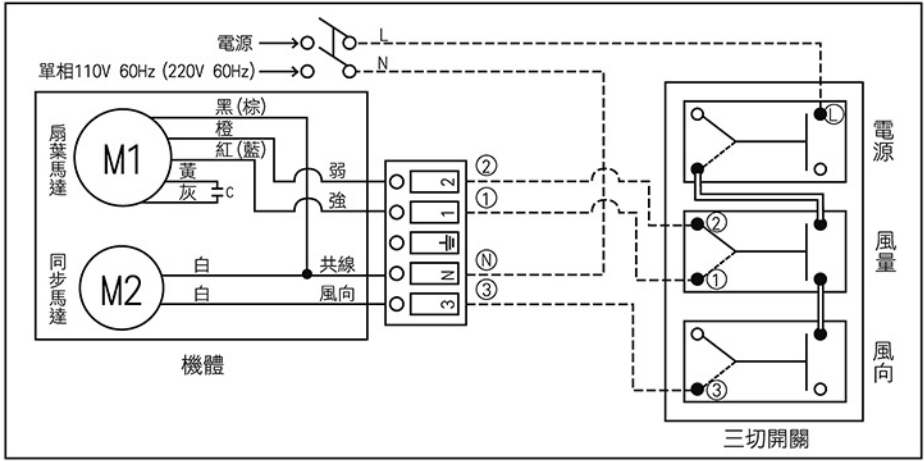 電源
單相110V 60Hz (220V 60Hz)
L
N
扇葉馬達
M1
黑(棕)
橙
紅(藍)
黃
灰
C
弱
強
同步馬達
M2
白
共線
白
風向
機體
2
1
N
3
②
①
Ⓝ
③
Ⓛ
電源
②
①
風量
③
風向
三切開關